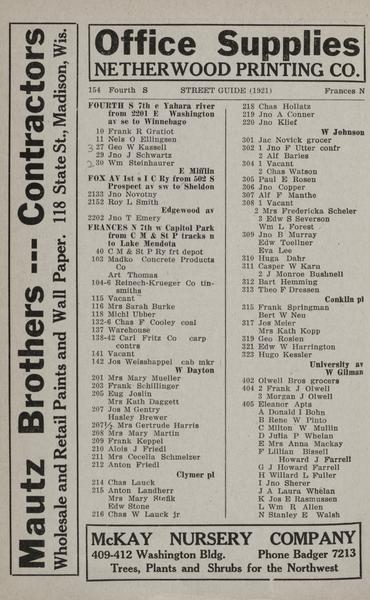 Mautz Brothers --- Contractors
Wholesale and Retail Paints and Wall Paper. 118 State St., Madison, Wis.
Office Supplies
NETHERWOOD PRINTING CO.
154 Fourth S STREET GUIDE (1921) Frances N
FOURTH S 7th e Yahara river
from 2201 E Washington
av se to Winnebago
10 Frank R Gratiot
11 Nels O Ellingsen
27 Geo W Kassell
29 Jno J Schwartz
30 Wm Steinhaurer
E Mifflin
FOX AV 1st s I C Ry from 502 S
Prospect av sw to Sheldon
2133 Jno Novotny
2152 Roy L Smith
Edgewood av
2202 Jno T Emery
FRANCES N 7th w Capitol Park
from C M & St P tracks n
to Lake Mendota
40 C M & St P Ry frt depot
102 Madko Concrete Products
Co
Art Thomas
104-6 Reineck-Krueger Co tin-
smiths
115 Vacant
116 Mrs Sarah Burke
118 Michl Ubber
132-6 Chas F Cooley coal
137 Warehouse
138-42 Carl Fritz Co carp
contrs
141 Vacant
142 Jos Weisshappel cab mkr
W Dayton
201 Mrs Mary Mueller
203 Frank Schillinger
205 Eug Joslin
Mrs Kath Daggett
207 Jos M Gentry
Hasley Brewer
207½ Mrs Gertrude Harris
208 Mrs Mary Martin
209 Frank Keppel
210 Alois J Friedl
211 Mrs Cecelia Schmelzer
212 Anton Friedl
Clymer pl
214 Chas Lauck
215 Anton Landherr
Mrs Mary Stefik
Edw Stone
216 Chas W Lauck jr
218 Chas Hollatz
219 Jno A Conner
220 Jno Klief
W Johnson
301 Jac Novick grocer
302 1 Jno F Utter confr
2 Alf Baries
304 1 Vacant
2 Chas Watson
305 Paul E Rosen
306 Jno Copper
307 Alf F Manthe
308 1 Vacant
2 Mrs Fredericka Scheler
3 Edw S Severson
Wm L Forest
309 Jno B Murray
Edw Toellner
Eva Lee
310 Huga Dahr
311 Casper W Karu
2 J Monroe Bushnell
312 Bart Hemming
313 Theo F Dressen
Conklin pl
315 Frank Springman
Bert W Neu
317 Jos Meier
Mrs Kath Kopp
319 Geo Rosien
321 Edw W Harrington
323 Hugo Kessler
University av
W Gilman
402 Olwell Bros grocers
404 2 Frank J Olwell
3 Morgan J Olwell
405 Eleanor Apts
A Donald I Bohn
B Rene W Pinto
C Milton W Mullin
D Julia P Whelan
E Mrs Anna Mackay
F Lillian Bissell
Howard J Farrell
G J Howard Farrell
H Willard L Fuller
I Jno Sherer
J A Laura Whelan
K Jos E Rasmussen
L Wm R Allen
N Stanley E Walsh
McKAY NURSERY COMPANY
409-412 Washington Bldg. Phone Badger 7213
Trees, Plants and Shrubs for the Northwest